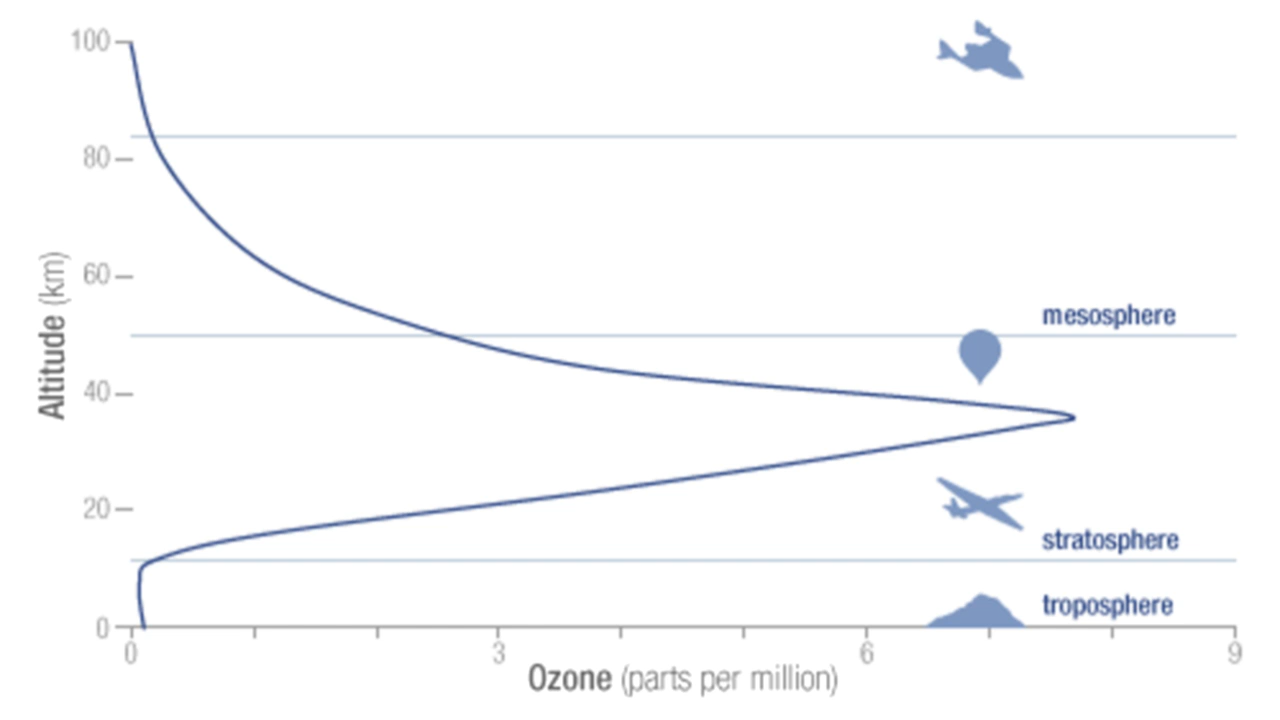 100
80
60
40
20
0
Altitude (km)
mesosphere
stratosphere
troposphere
0 3 6 9
Ozone (parts per million)